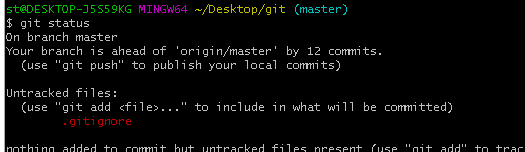 st@DESKTOP-J5S59KG MINGW64 ~/Desktop/git (master)
$ git status
On branch master
Your branch is ahead of 'origin/master' by 12 commits.
(use "git push" to publish your local commits)
Untracked files:
(use "git add <file>..." to include in what will be committed)
.gitignore
nothing added to commit but untracked files present (use "git add" to trac